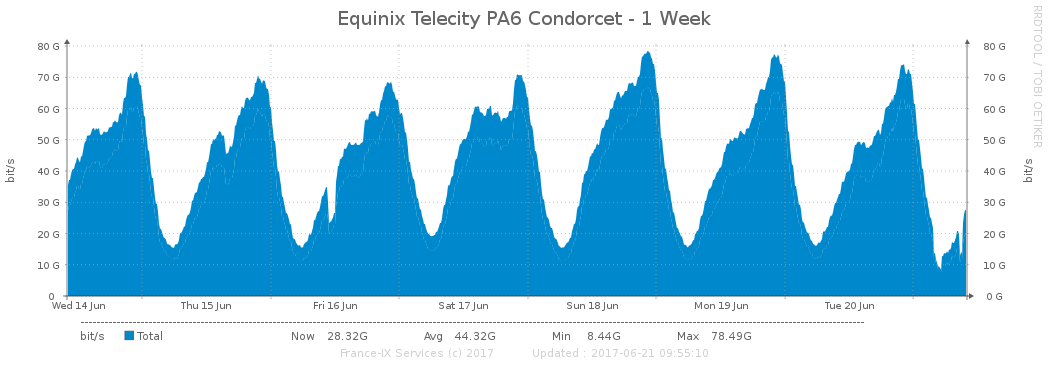 Equinix Telecity PA6 Condorcet - 1 Week
RRDTOOL / TOBI OETIKER
bit/s
80 G
70 G
60 G
50 G
40 G
30 G
20 G
10 G
0
80 G
70 G
60 G
50 G
40 G
30 G
20 G
10 G
0 G
bit/s
Wed 14 Jun Thu 15 Jun Fri 16 Jun Sat 17 Jun Sun 18 Jun Mon 19 Jun Tue 20 Jun
bit/s Total Now 28.32G Avg 44.32G Min 8.44G Max 78.49G
France-IX Services (c) 2017 Updated : 2017-06-21 09:55:10